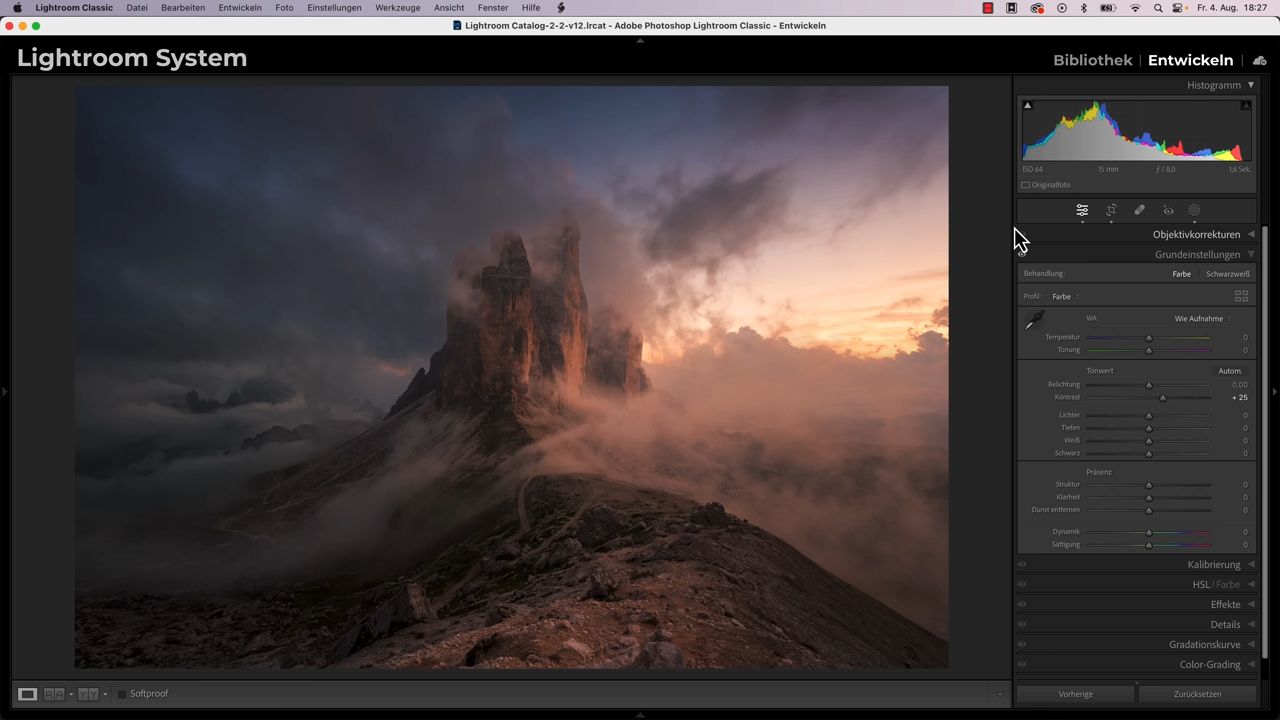 Lightroom Classic Datei Bearbeiten Entwickeln Foto Einstellungen Werkzeuge Ansicht Fenster Hilfe Fr. 4. Aug. 18:27
Lightroom Catalog-2-2-v12.lrcat - Adobe Photoshop Lightroom Classic - Entwickeln
Lightroom System
Bibliothek | Entwickeln
Histogramm
ISO 64 15 mm ƒ / 8,0 1,6 Sek.
Originalfoto
Objektivkorrekturen
Grundeinstellungen
Behandlung: Farbe Schwarzweiß
Profil: Farbe
WA: Wie Aufnahme
Temperatur 0
Tonung 0
Tonwert Autom.
Belichtung 0,00
Kontrast + 25
Lichter 0
Tiefen 0
Weiß 0
Schwarz 0
Präsenz
Struktur 0
Klarheit 0
Dunst entfernen 0
Dynamik 0
Sättigung 0
Kalibrierung
HSL / Farbe
Effekte
Details
Gradationskurve
Color-Grading
Softproof
Vorherige Zurücksetzen